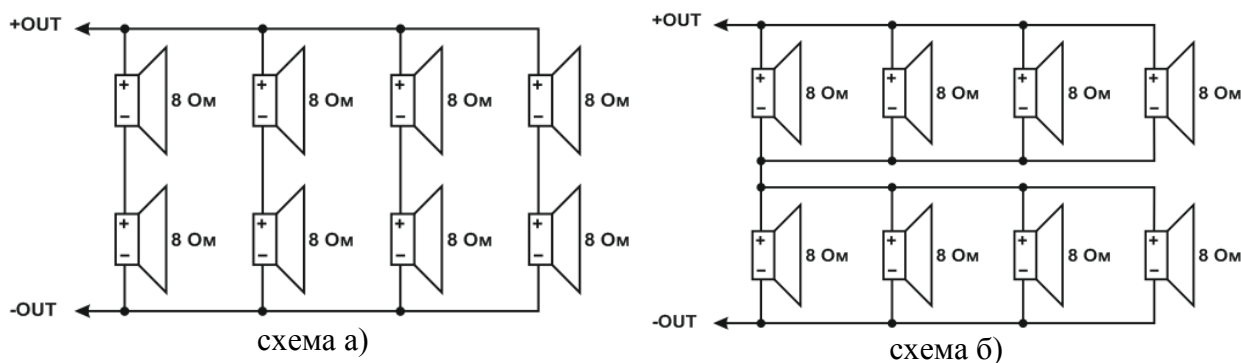 +OUT
+ 8 Ом + 8 Ом + 8 Ом + 8 Ом
− − − −
+ 8 Ом + 8 Ом + 8 Ом + 8 Ом
− − − −
-OUT
схема а)
+OUT
+ 8 Ом + 8 Ом + 8 Ом + 8 Ом
− − − −
+ 8 Ом + 8 Ом + 8 Ом + 8 Ом
− − − −
-OUT
схема б)